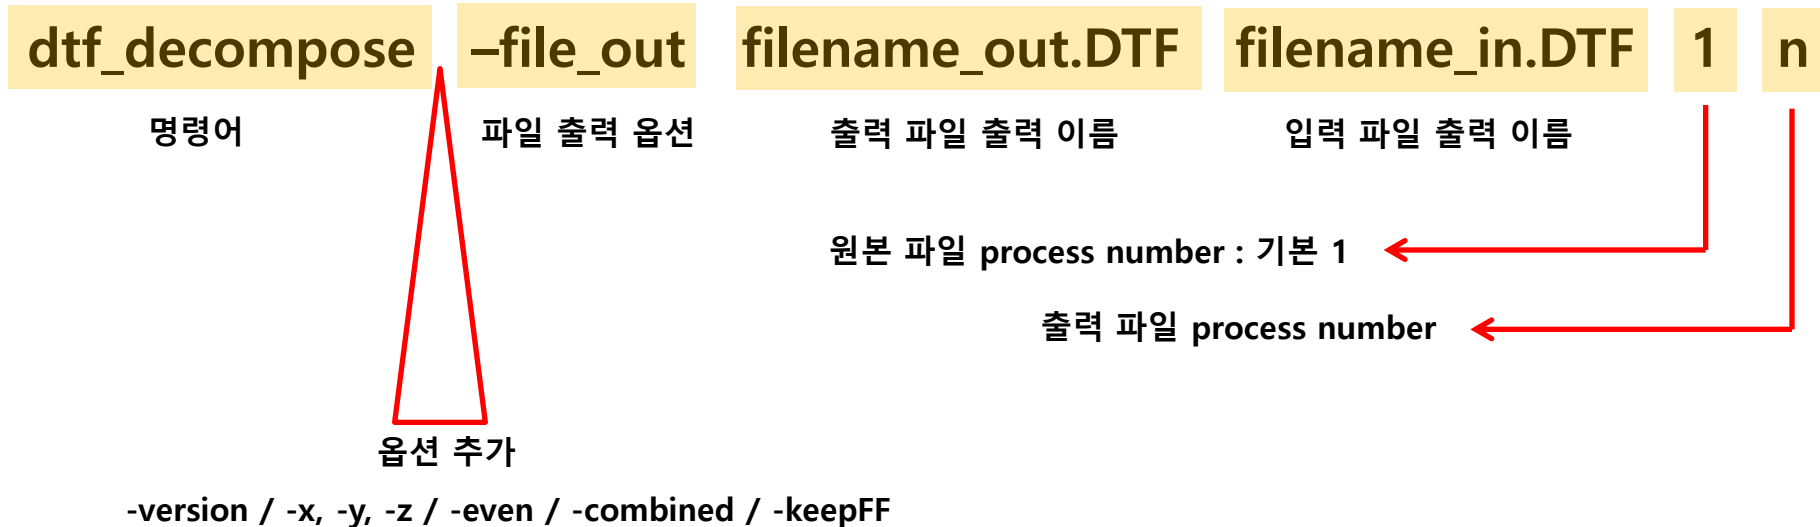 dtf_decompose –file_out filename_out.DTF filename_in.DTF 1 n
명령어 파일 출력 옵션 출력 파일 출력 이름 입력 파일 출력 이름
원본 파일 process number : 기본 1
출력 파일 process number
옵션 추가
-version / -x, -y, -z / -even / -combined / -keepFF